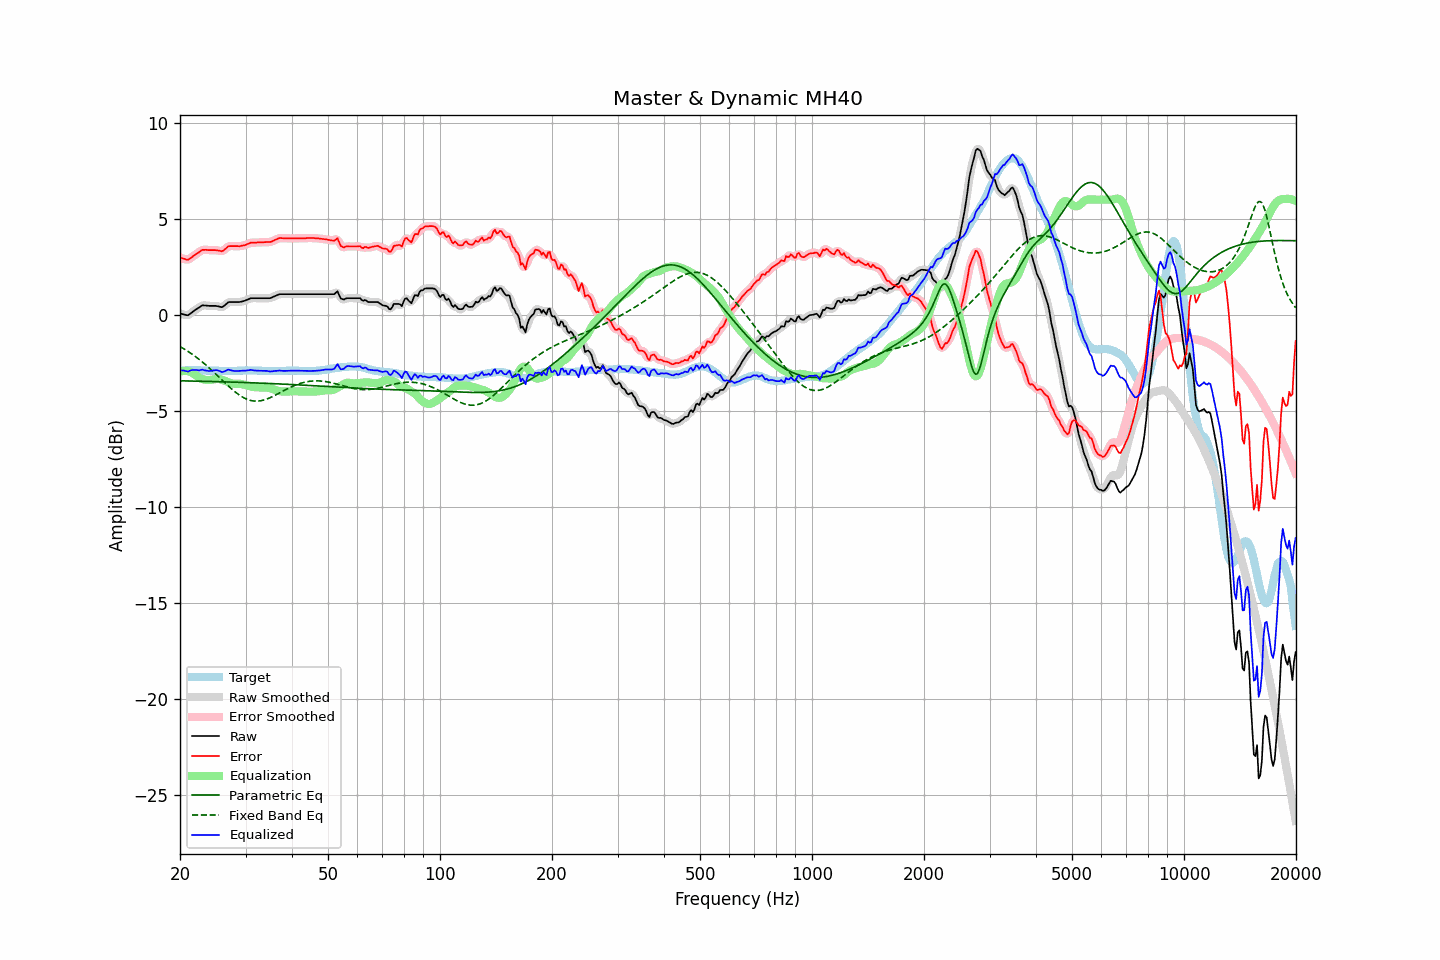 Master & Dynamic MH40
10
5
0
−5
−10
−15
−20
−25
Amplitude (dBr)
Target
Raw Smoothed
Error Smoothed
Raw
Error
Equalization
Parametric Eq
Fixed Band Eq
Equalized
20 50 100 200 500 1000 2000 5000 10000 20000
Frequency (Hz)